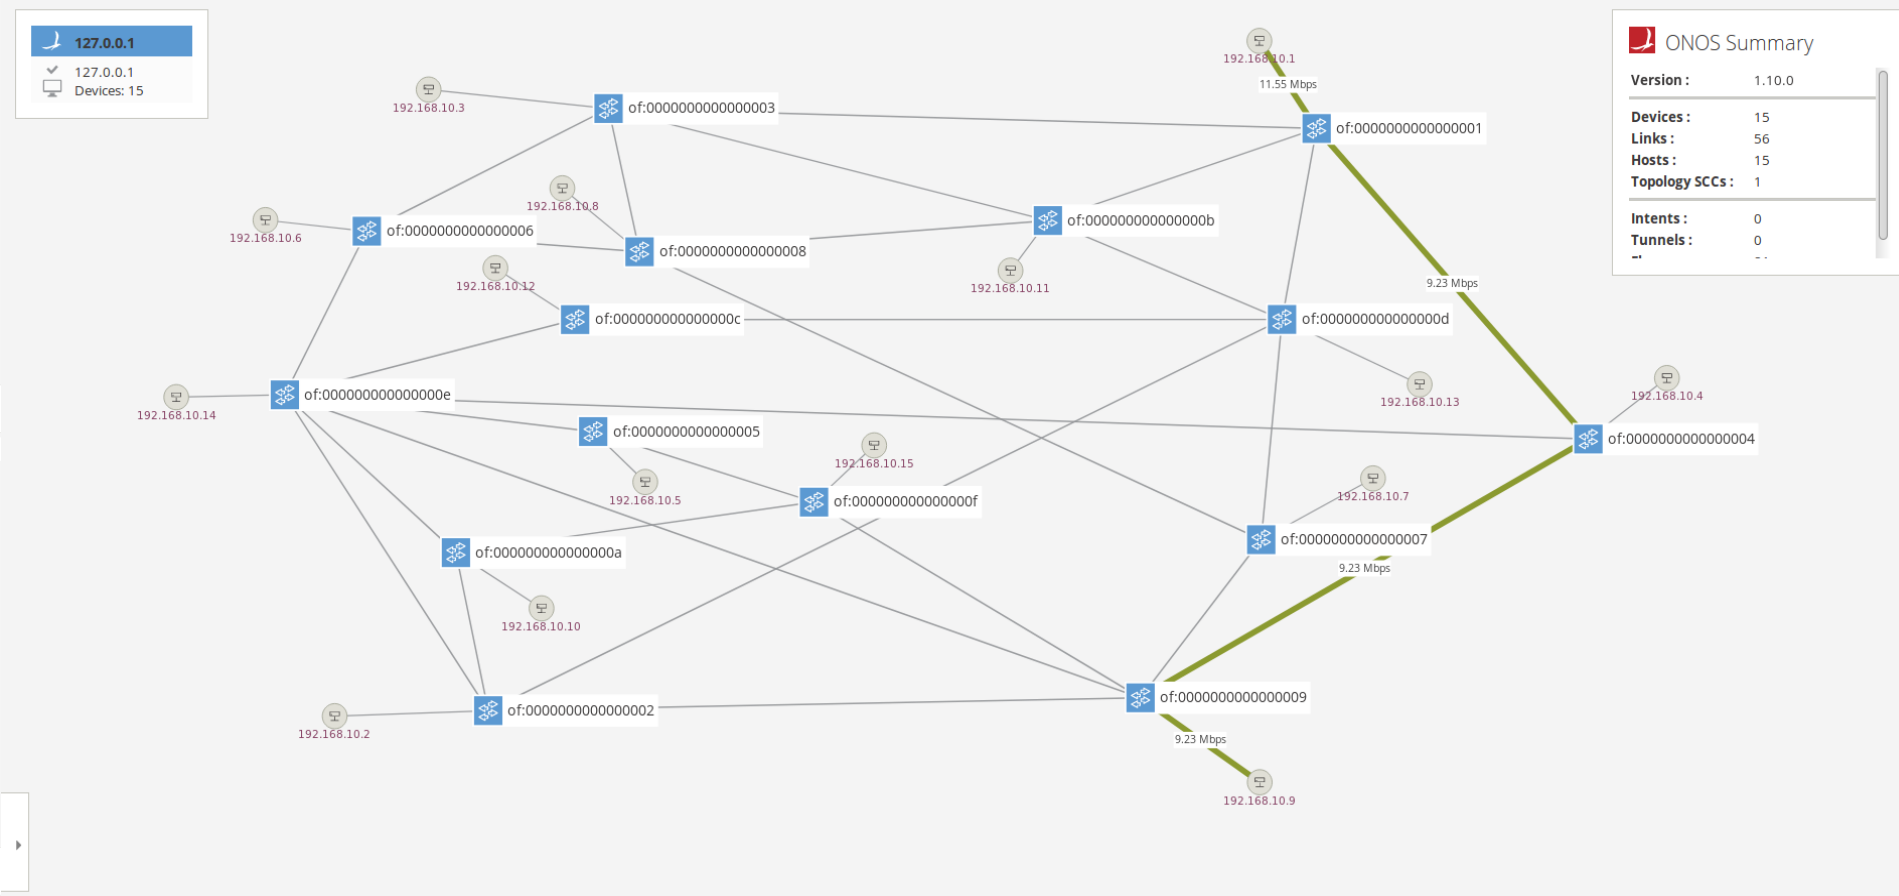 127.0.0.1
127.0.0.1
Devices: 15
ONOS Summary
Version : 1.10.0
Devices : 15
Links : 56
Hosts : 15
Topology SCCs : 1
Intents : 0
Tunnels : 0
192.168.10.1
11.55 Mbps
192.168.10.3
of:0000000000000003
of:0000000000000001
192.168.10.8
192.168.10.6
of:0000000000000006
of:000000000000000b
of:0000000000000008
192.168.10.12
192.168.10.11
9.23 Mbps
of:000000000000000c
of:000000000000000d
192.168.10.14
of:000000000000000e
192.168.10.13
192.168.10.4
of:0000000000000005
of:0000000000000004
192.168.10.15
192.168.10.5
of:000000000000000f
192.168.10.7
of:000000000000000a
of:0000000000000007
9.23 Mbps
192.168.10.10
of:0000000000000002
of:0000000000000009
192.168.10.2
9.23 Mbps
192.168.10.9